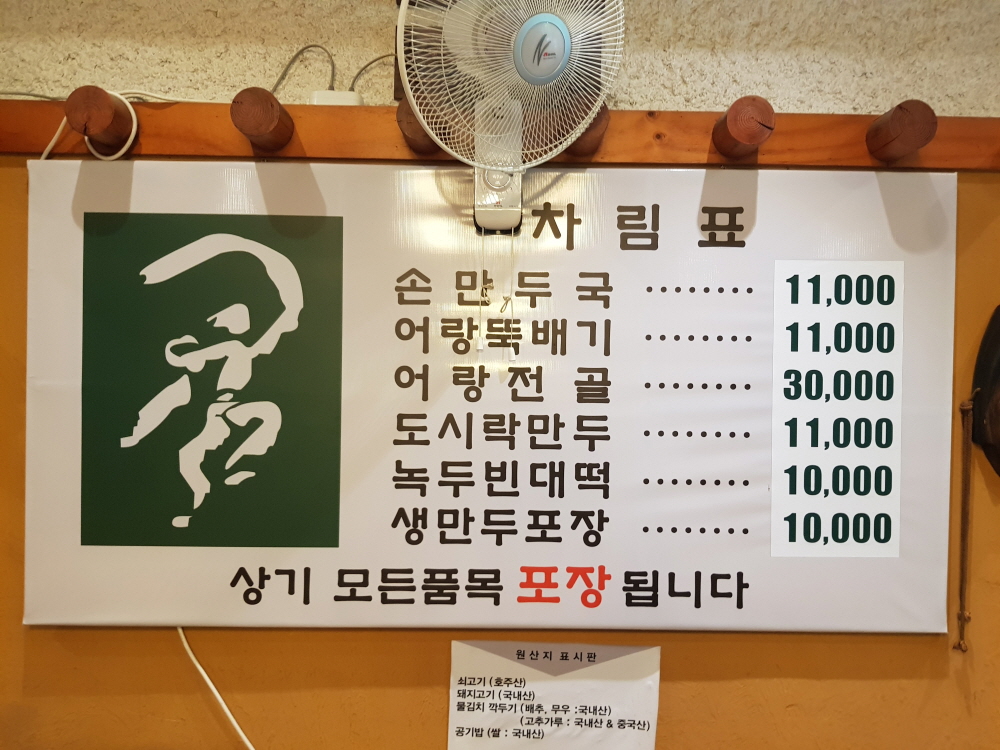 차림표
손만두국 ........ 11,000
어랑뚝배기 ........ 11,000
어랑전골 ........ 30,000
도시락만두 ........ 11,000
녹두빈대떡 ........ 10,000
생만두포장 ........ 10,000
상기 모든품목 포장 됩니다
원산지 표시판
쇠고기 (호주산)
돼지고기 (국내산)
물김치 깍두기 (배추, 무우 : 국내산)
(고추가루 : 국내산 & 중국산)
공기밥 (쌀 : 국내산)